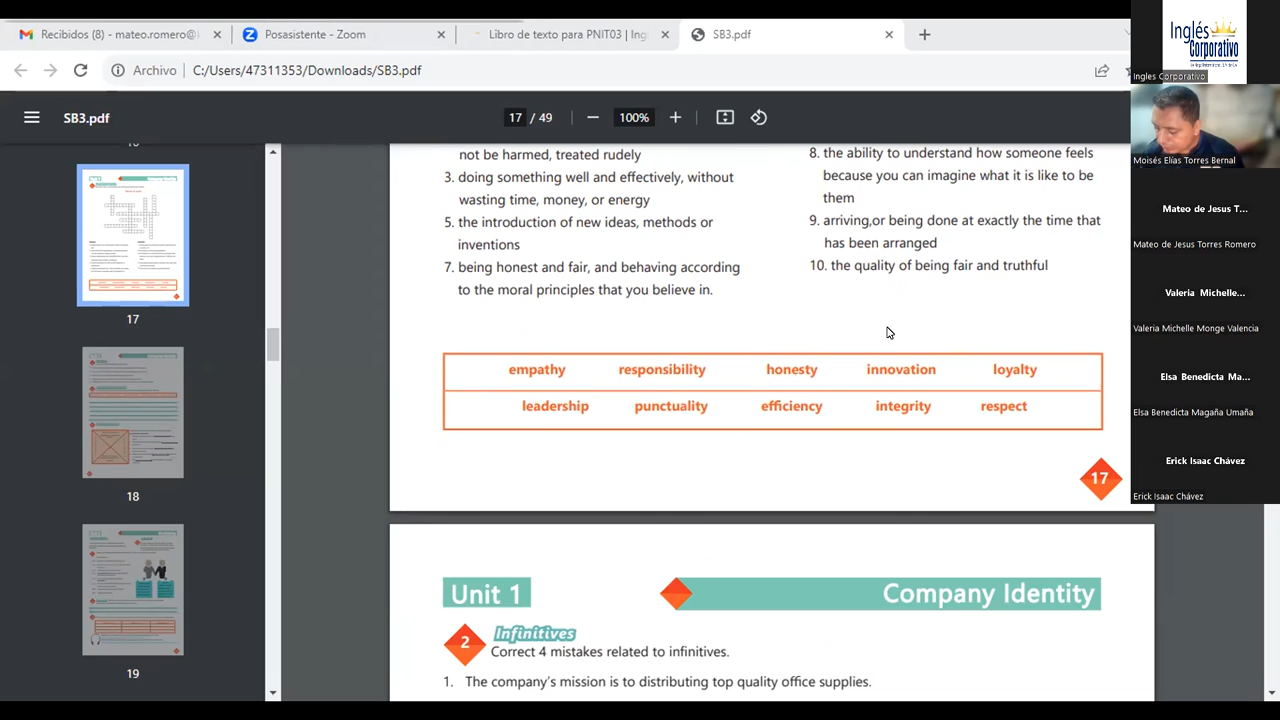 Recibidos (8) - mateo.romero@
Posasistente - Zoom
Libro de texto para PNIT03 | Ing
SB3.pdf
Archivo
C:/Users/47311353/Downloads/SB3.pdf
SB3.pdf
17 / 49
100%
Inglés
Corporativo
Ingles Corporativo
Moisés Elías Torres Bernal
Mateo de Jesus T...
Mateo de Jesus Torres Romero
Valeria Michelle...
Valeria Michelle Monge Valencia
Elsa Benedicta Ma...
Elsa Benedicta Magaña Umaña
Erick Isaac Chávez
Erick Isaac Chávez
17
18
19
not be harmed, treated rudely
3. doing something well and effectively, without
wasting time, money, or energy
5. the introduction of new ideas, methods or
inventions
7. being honest and fair, and behaving according
to the moral principles that you believe in.
8. the ability to understand how someone feels
because you can imagine what it is like to be
them
9. arriving,or being done at exactly the time that
has been arranged
10. the quality of being fair and truthful
empathy responsibility honesty innovation loyalty
leadership punctuality efficiency integrity respect
17
Unit 1
Company Identity
2
Infinitives
Correct 4 mistakes related to infinitives.
1. The company's mission is to distributing top quality office supplies.